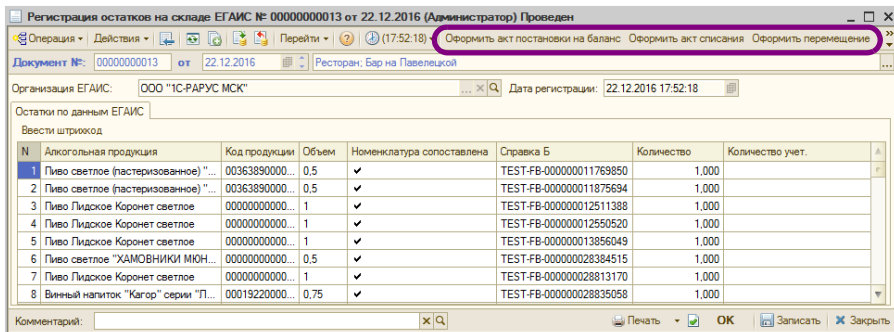 Регистрация остатков на складе ЕГАИС № 00000000013 от 22.12.2016 (Администратор) Проведен
Операция Действия Перейти (17:52:18) Оформить акт постановки на баланс Оформить акт списания Оформить перемещение
Документ №: 00000000013 от 22.12.2016 Ресторан; Бар на Павелецкой
Организация ЕГАИС: ООО "1С-РАРУС МСК" Дата регистрации: 22.12.2016 17:52:18
Остатки по данным ЕГАИС
Ввести штрихкод
N Алкогольная продукция Код продукции Объем Номенклатура сопоставлена Справка Б Количество Количество учет.
1 Пиво светлое (пастеризованное) "... 00363890000... 0,5 ✔ TEST-FB-000000011769850 1,000
2 Пиво светлое (пастеризованное) "... 00363890000... 0,5 ✔ TEST-FB-000000011875694 1,000
3 Пиво Лидское Коронет светлое 00000000000... 1 ✔ TEST-FB-000000012511388 1,000
4 Пиво Лидское Коронет светлое 00000000000... 1 ✔ TEST-FB-000000012550520 1,000
5 Пиво Лидское Коронет светлое 00000000000... 1 ✔ TEST-FB-000000013856049 1,000
6 Пиво светлое "ХАМОВНИКИ МЮН... 00000000000... 0,5 ✔ TEST-FB-000000028384515 1,000
7 Пиво Лидское Коронет светлое 00000000000... 1 ✔ TEST-FB-000000028813170 1,000
8 Винный напиток "Кагор" серии "П... 00019220000... 0,75 ✔ TEST-FB-000000028835058 1,000
Комментарий: Печать OK Записать Закрыть